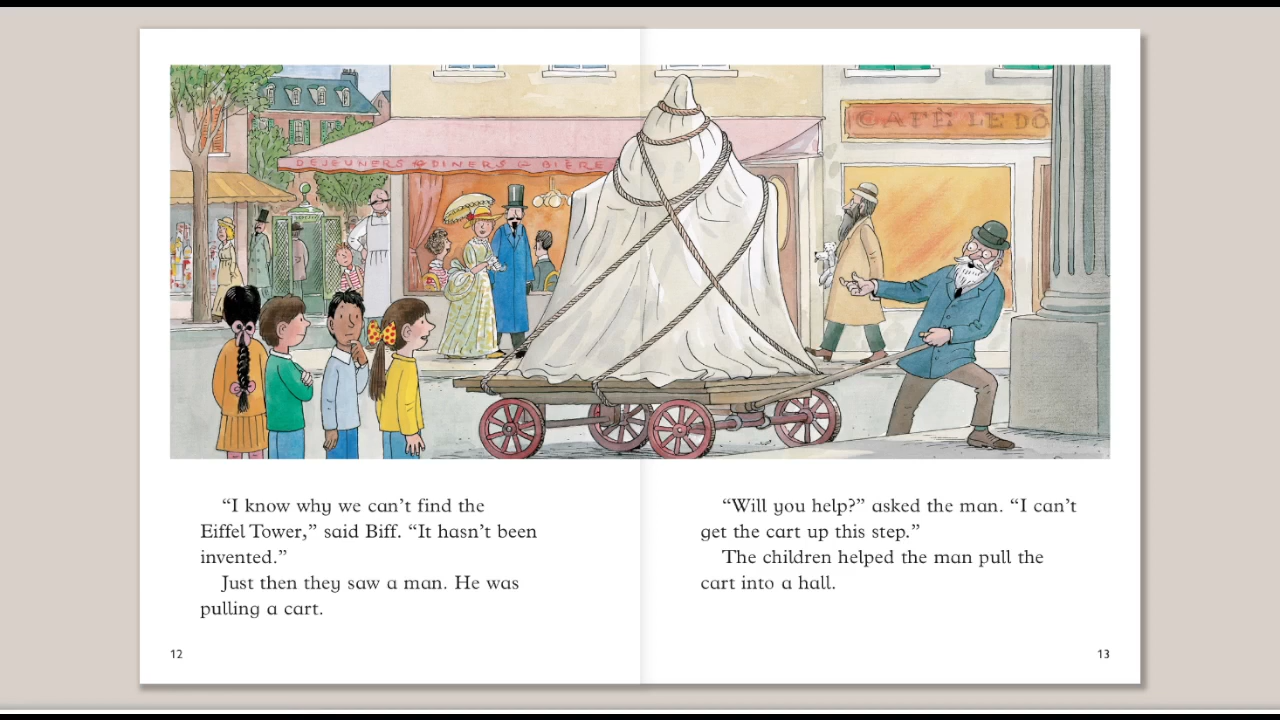 DEJEUNERS & DINERS & BIÈRE
CAFÉ LE DÔ
“I know why we can’t find the
Eiffel Tower,” said Biff. “It hasn’t been
invented.”
Just then they saw a man. He was
pulling a cart.
12
“Will you help?” asked the man. “I can’t
get the cart up this step.”
The children helped the man pull the
cart into a hall.
13